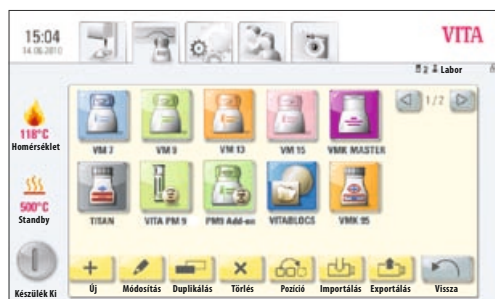 15:04
14.06.2010
VITA
2 Labor
1/2
118°C
Homérséklet
500°C
Standby
Készülék Ki
VM 7
VM 9
VM 13
VM 15
VMK MASTER
TITAN
VITA PM 9
PM9 Add-on
VITABLOCS
VMK 95
Új
Módosítás
Duplikálás
Törlés
Pozíció
Importálás
Exportálás
Vissza